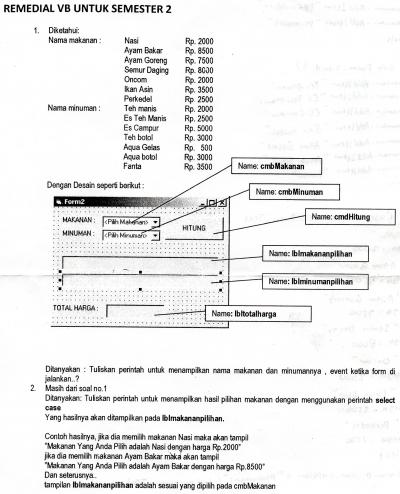 REMEDIAL VB UNTUK SEMESTER 2
1. Diketahui:
Nama makanan : Nasi Rp. 2000
Ayam Bakar Rp. 8500
Ayam Goreng Rp. 7500
Semur Daging Rp. 8000
Oncom Rp. 2000
Ikan Asin Rp. 3500
Perkedel Rp. 2500
Nama minuman : Teh manis Rp. 2000
Es Teh Manis Rp. 2500
Es Campur Rp. 5000
Teh botol Rp. 3000
Aqua Gelas Rp. 500
Aqua botol Rp. 3000
Fanta Rp. 3500
Name: cmbMakanan
Dengan Desain seperti berikut :
Name: cmbMinuman
Form2
Name: cmdHitung
MAKANAN : <Pilih Makanan>
HITUNG
MINUMAN : <Pilih Minuman>
Name: lblmakananpilihan
Name: lblminumanpilihan
TOTAL HARGA :
Name: lbltotalharga
Ditanyakan : Tuliskan perintah untuk menampilkan nama makanan dan minumannya , event ketika form di
jalankan..?
2. Masih dari soal no.1
Ditanyakan: Tuliskan perintah untuk menampilkan hasil pilihan makanan dengan menggunakan perintah select
case
Yang hasilnya akan ditampilkan pada lblmakananpilihan.
Contoh hasilnya, jika dia memilih makanan Nasi maka akan tampil
"Makanan Yang Anda Pilih adalah Nasi dengan harga Rp.2000"
jika dia memilih makanan Ayam Bakar maka akan tampil
"Makanan Yang Anda Pilih adalah Ayam Bakar dengan harga Rp.8500"
Dan seterusnya..
tampilan lblmakananpilihan adalah sesuai yang dipilih pada cmbMakanan